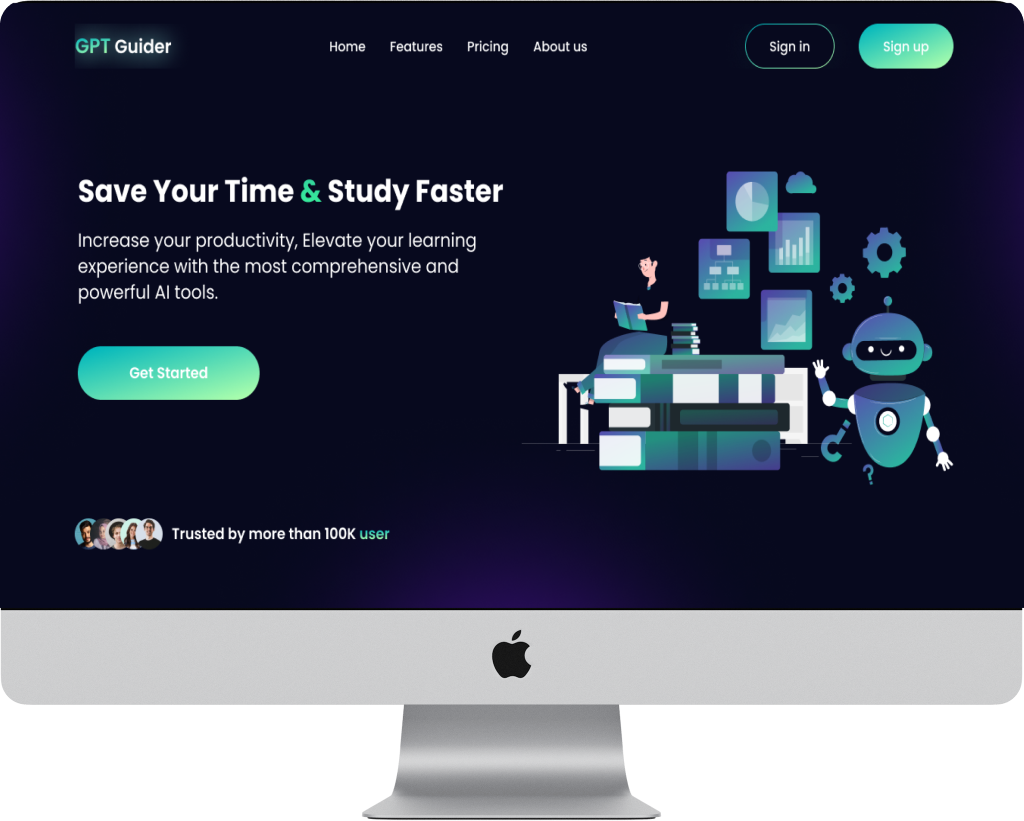 GPT Guider
Home Features Pricing About us
Sign in
Sign up
Save Your Time & Study Faster
Increase your productivity, Elevate your learning
experience with the most comprehensive and
powerful AI tools.
Get Started
Trusted by more than 100K user